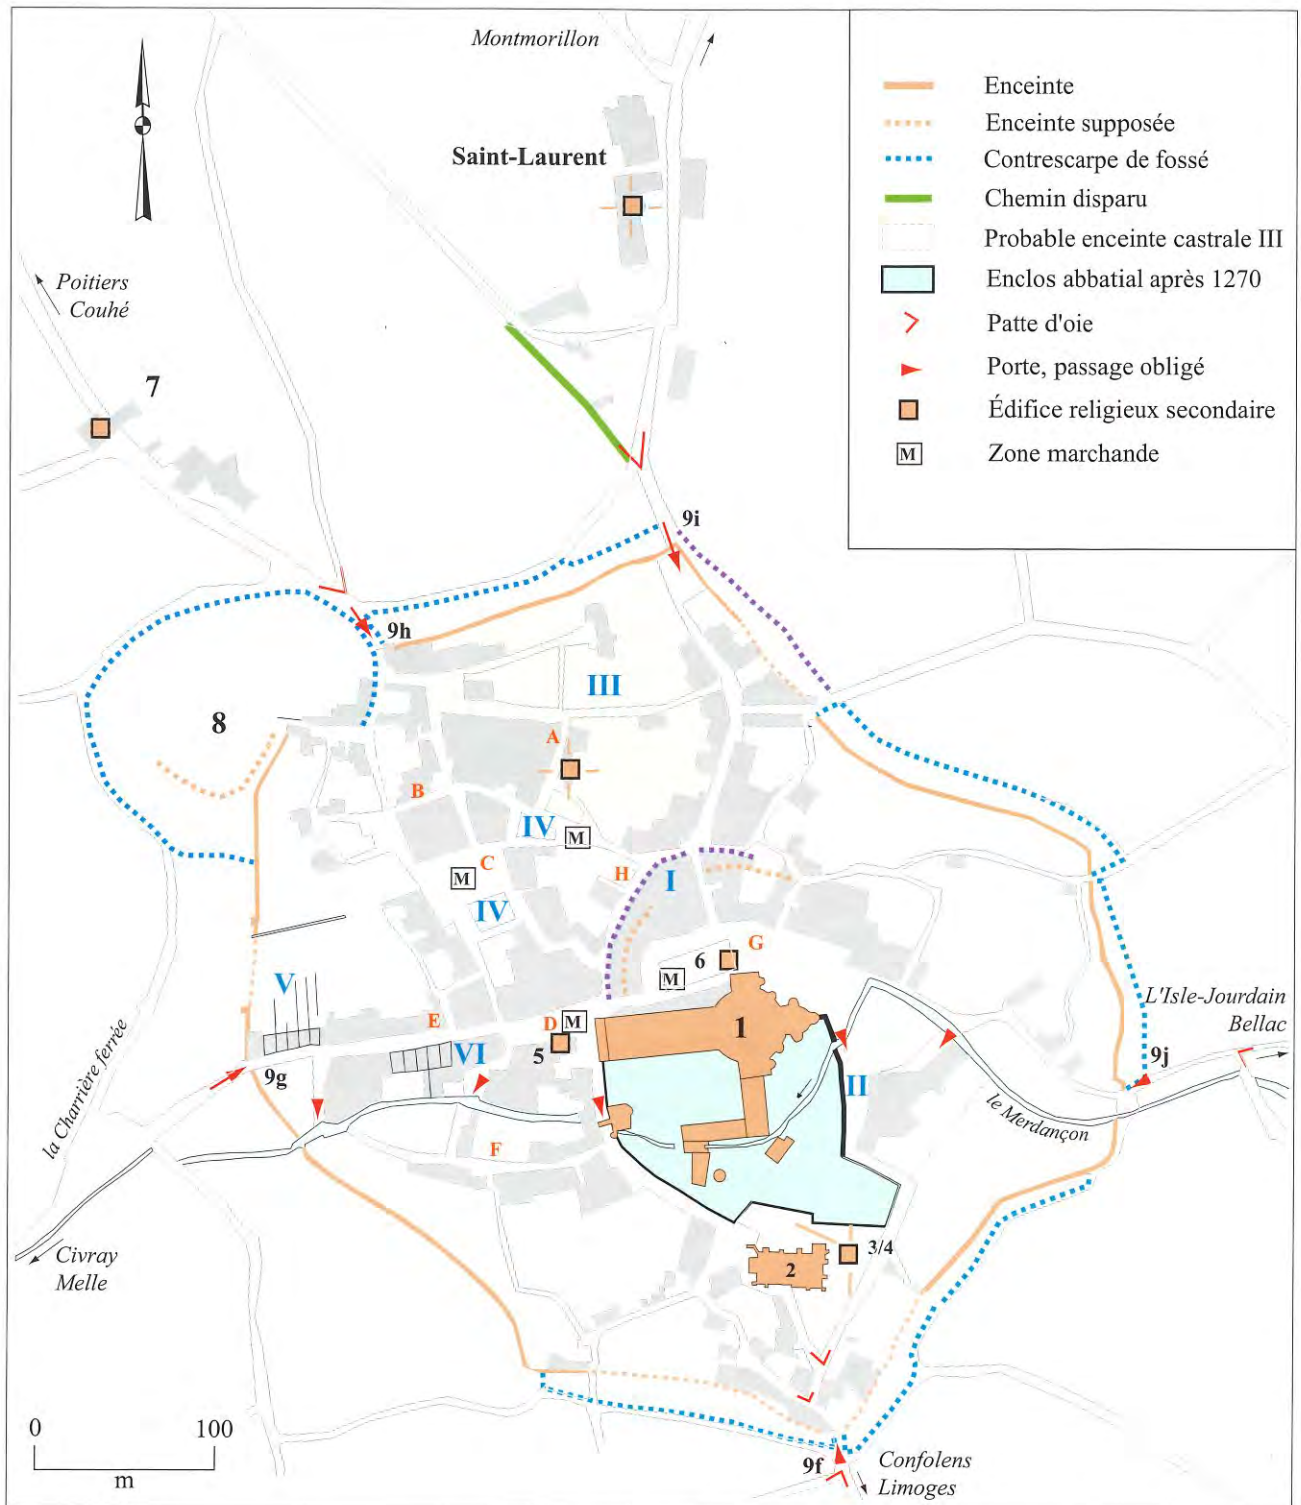 Montmorillon
Saint-Laurent
Poitiers
Couhé
7
Enceinte
Enceinte supposée
Contrescarpe de fossé
Chemin disparu
Probable enceinte castrale III
Enclos abbatial après 1270
Patte d'oie
Porte, passage obligé
Édifice religieux secondaire
M Zone marchande
9i
9h
III
8
A
B
IV
M
C
H
I
M
IV
G
6
M
V
L'Isle-Jourdain
Bellac
E
D
M
1
VI
5
9j
9g
II
la Charrière ferrée
le Merdançon
F
Civray
Melle
3/4
2
0 100
m
9f
Confolens
Limoges